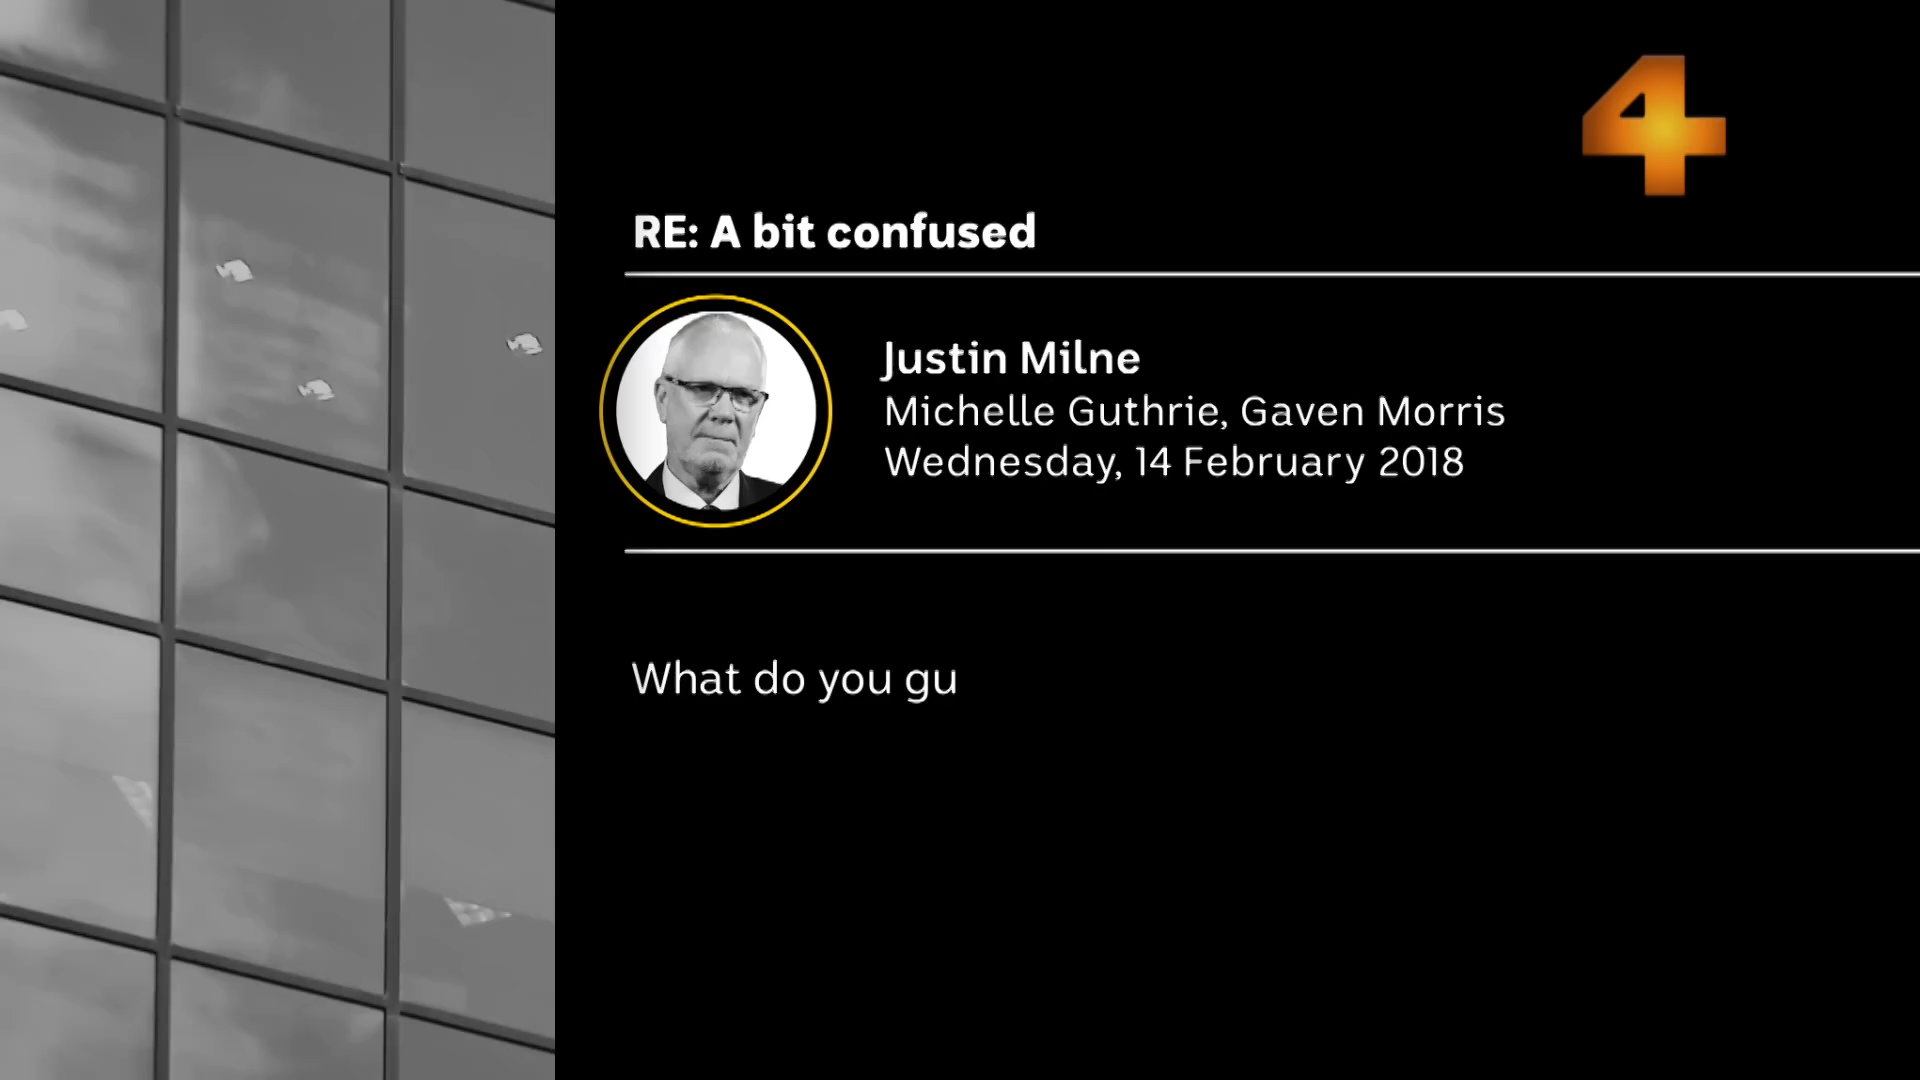 4
RE: A bit confused
Justin Milne
Michelle Guthrie, Gaven Morris
Wednesday, 14 February 2018
What do you gu